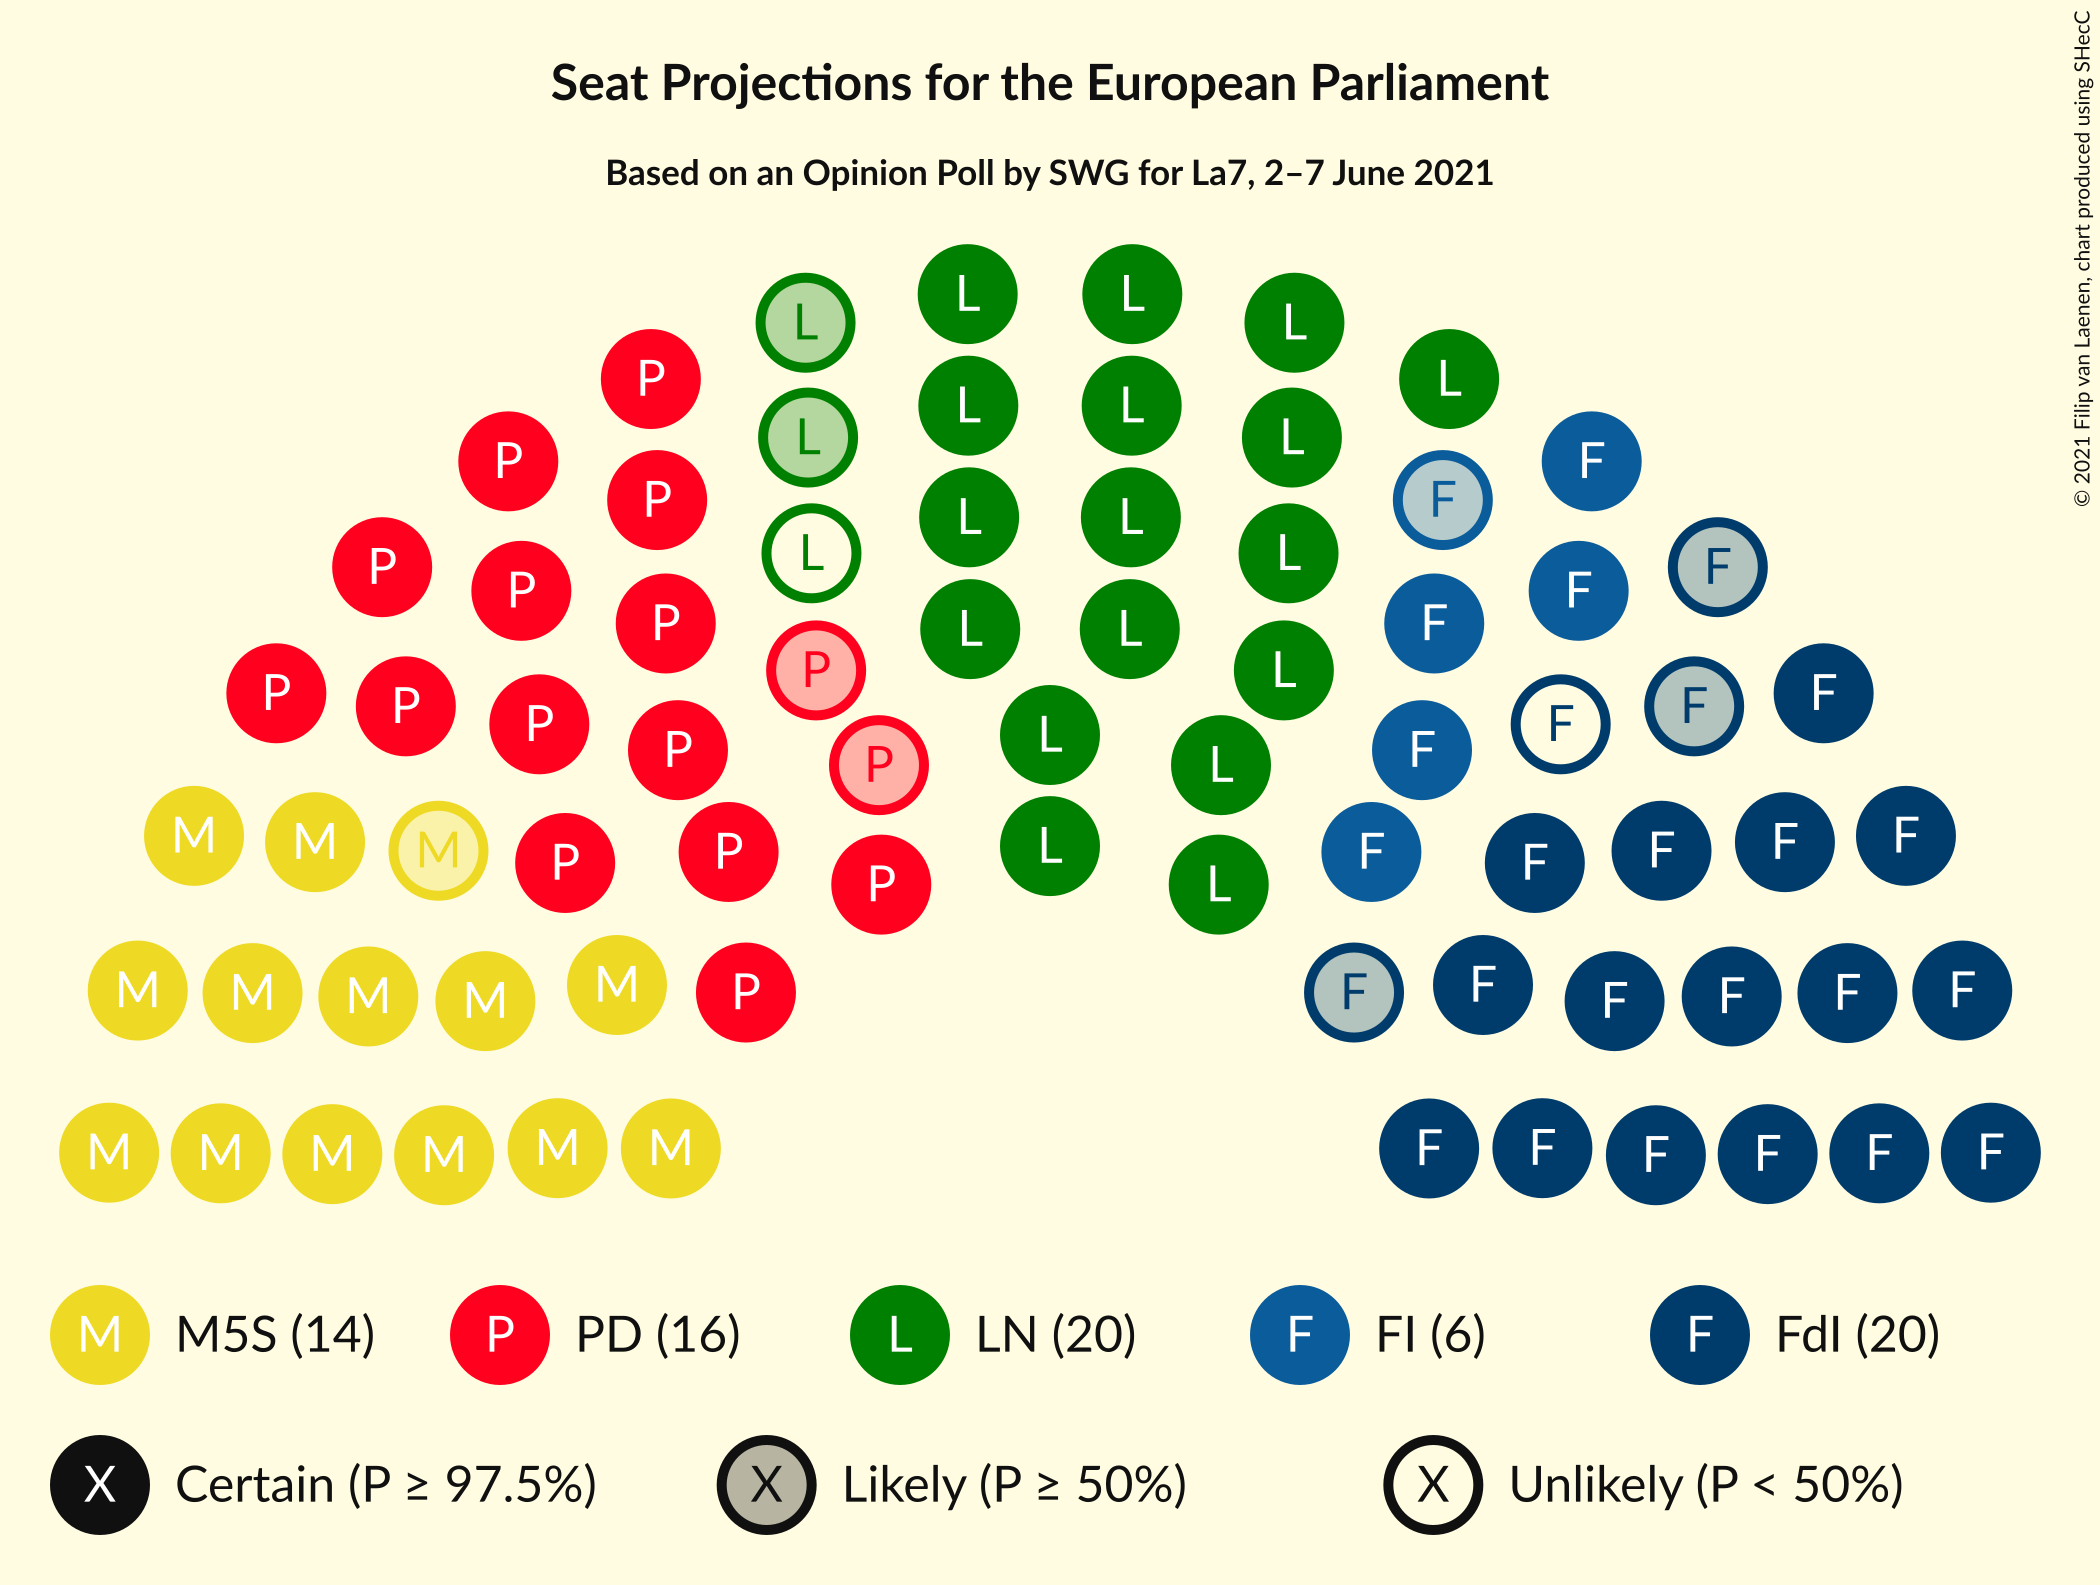 Seat Projections for the European Parliament
Based on an Opinion Poll by SWG for La7, 2–7 June 2021
© 2021 Filip van Laenen, chart produced using SHecC
L L L L
P L L L L L
P P L L F F
P P L L F F
P P L L L F
P P P P P L L F F F F
M M M P P P L L F F F F F
M M M M M P F F F F F F
M M M M M M F F F F F F
M M5S (14) P PD (16) L LN (20) F FI (6) F FdI (20)
X Certain (P ≥ 97.5%) X Likely (P ≥ 50%) X Unlikely (P < 50%)